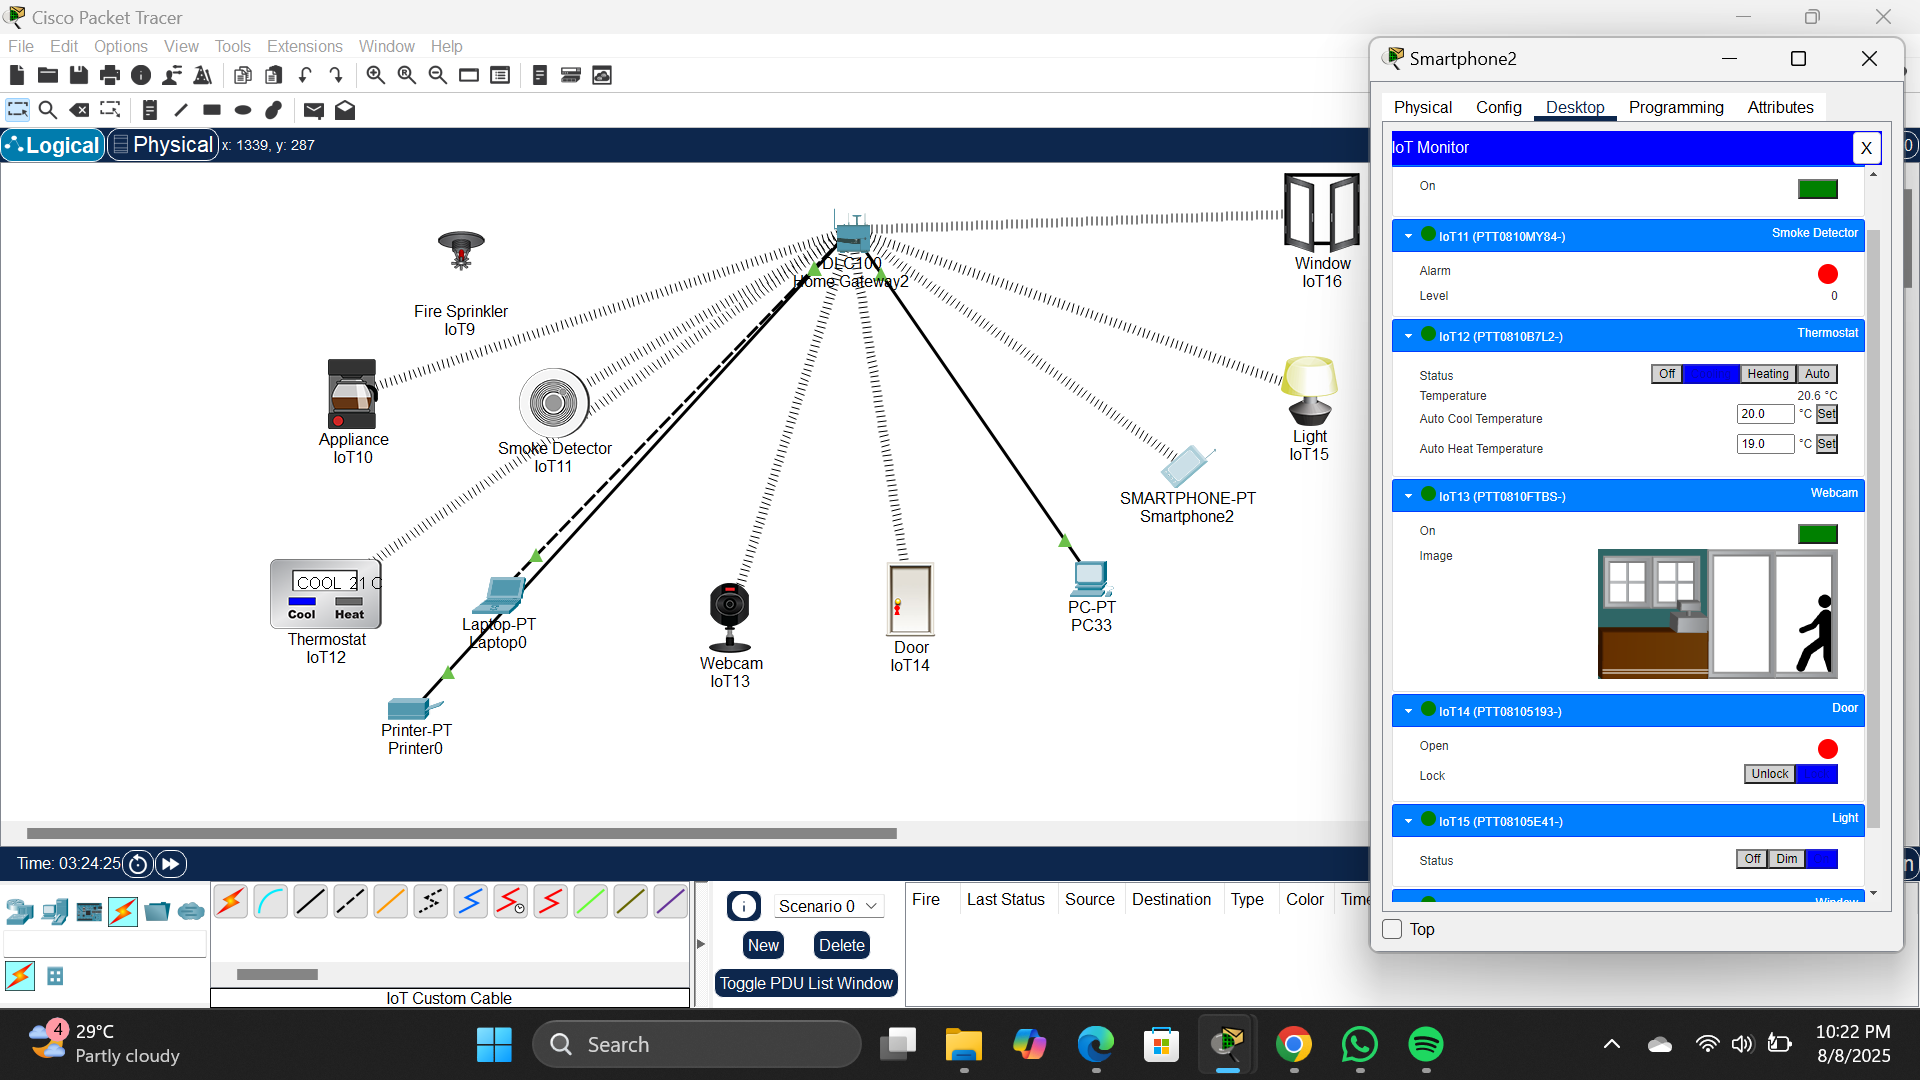 Cisco Packet Tracer
File Edit Options View Tools Extensions Window Help
Logical Physical x: 1339, y: 287
Fire Sprinkler
IoT9
DLC100
Home Gateway2
Window
IoT16
Appliance
IoT10
Smoke Detector
IoT11
Light
IoT15
SMARTPHONE-PT
Smartphone2
COOL 21 C
Cool Heat
Thermostat
IoT12
Laptop-PT
Laptop0
Printer-PT
Printer0
Webcam
IoT13
Door
IoT14
PC-PT
PC33
Smartphone2
Physical Config Desktop Programming Attributes
IoT Monitor X
On
IoT11 (PTT0810MY84-) Smoke Detector
Alarm
Level 0
IoT12 (PTT0810B7L2-) Thermostat
Status Off Heating Auto
Temperature 20.6 °C
Auto Cool Temperature 20.0 °C Set
Auto Heat Temperature 19.0 °C Set
IoT13 (PTT0810FTBS-) Webcam
On
Image
IoT14 (PTT08105193-) Door
Open
Lock Unlock
IoT15 (PTT08105E41-) Light
Status Off Dim
Window
Top
Time: 03:24:25
Scenario 0
New Delete
Toggle PDU List Window
Fire Last Status Source Destination Type Color Time
IoT Custom Cable
4
29°C
Partly cloudy
Search
10:22 PM
8/8/2025